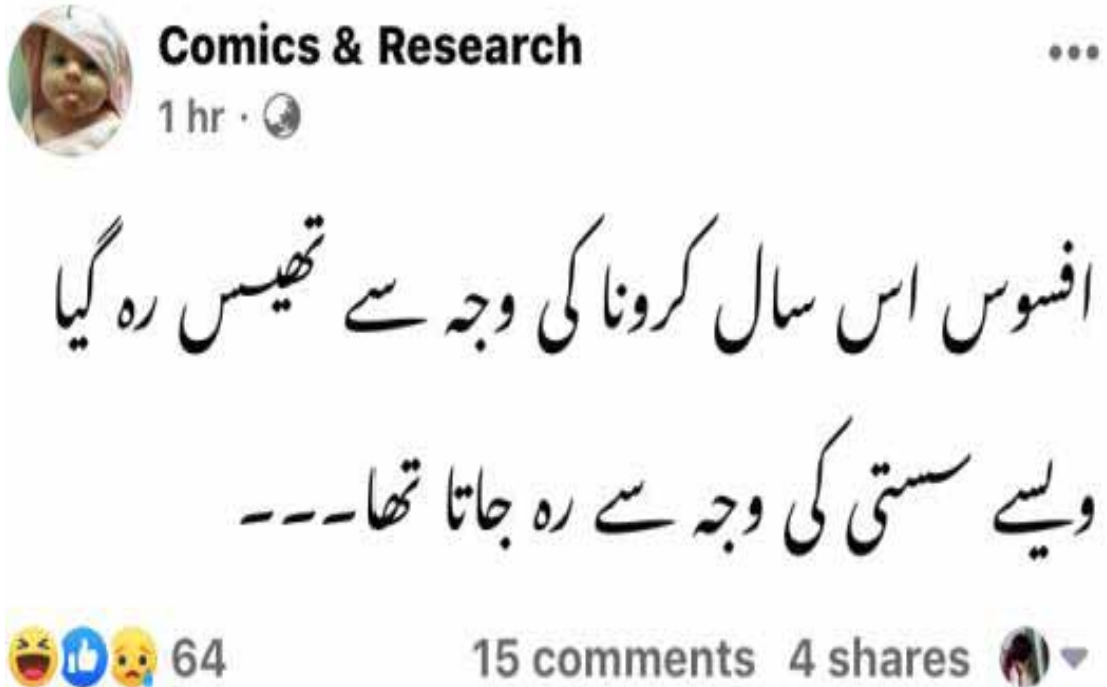 Comics & Research
1 hr ·
افسوس اس سال کرونا کی وجہ سے تھیسس رہ گیا
ویسے سستی کی وجہ سے رہ جاتا تھا۔۔۔
64 15 comments 4 shares